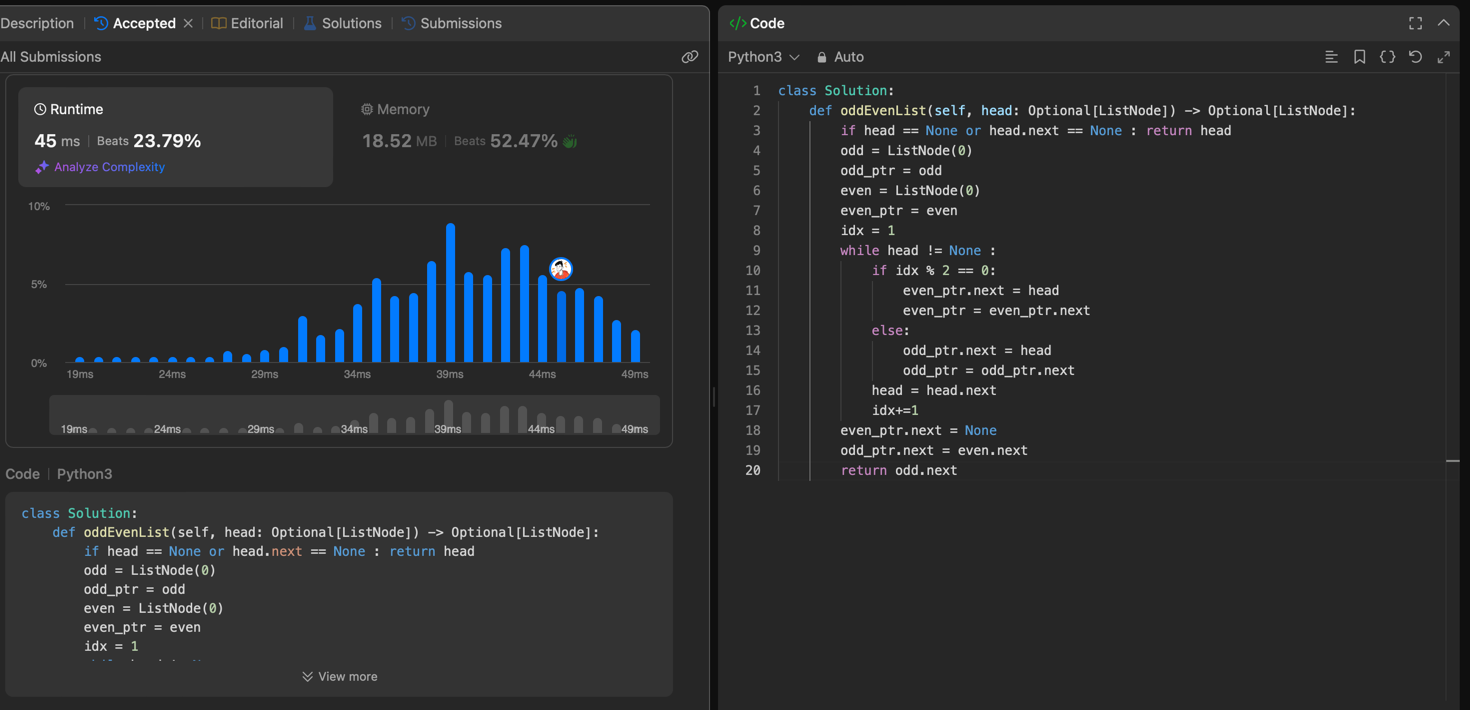 Description
Accepted
Editorial
Solutions
Submissions
All Submissions
Runtime
45 ms | Beats 23.79%
Analyze Complexity
Memory
18.52 MB | Beats 52.47%
10%
5%
0%
19ms 24ms 29ms 34ms 39ms 44ms 49ms
19ms 24ms 29ms 34ms 39ms 44ms 49ms
Code | Python3
class Solution:
    def oddEvenList(self, head: Optional[ListNode]) -> Optional[ListNode]:
        if head == None or head.next == None : return head
        odd = ListNode(0)
        odd_ptr = odd
        even = ListNode(0)
        even_ptr = even
        idx = 1
View more
</> Code
Python3
Auto
1 class Solution:
2     def oddEvenList(self, head: Optional[ListNode]) -> Optional[ListNode]:
3         if head == None or head.next == None : return head
4         odd = ListNode(0)
5         odd_ptr = odd
6         even = ListNode(0)
7         even_ptr = even
8         idx = 1
9         while head != None :
10             if idx % 2 == 0:
11                 even_ptr.next = head
12                 even_ptr = even_ptr.next
13             else:
14                 odd_ptr.next = head
15                 odd_ptr = odd_ptr.next
16             head = head.next
17             idx+=1
18         even_ptr.next = None
19         odd_ptr.next = even.next
20         return odd.next